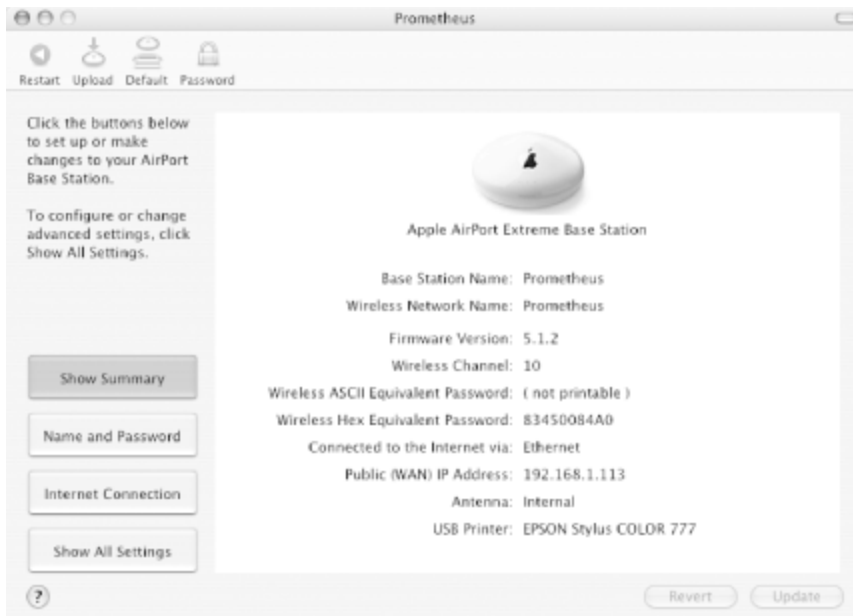 Prometheus
Restart Upload Default Password
Click the buttons below
to set up or make
changes to your AirPort
Base Station.
To configure or change
advanced settings, click
Show All Settings.
Show Summary
Name and Password
Internet Connection
Show All Settings
Apple AirPort Extreme Base Station
Base Station Name: Prometheus
Wireless Network Name: Prometheus
Firmware Version: 5.1.2
Wireless Channel: 10
Wireless ASCII Equivalent Password: ( not printable )
Wireless Hex Equivalent Password: 83450084A0
Connected to the Internet via: Ethernet
Public (WAN) IP Address: 192.168.1.113
Antenna: Internal
USB Printer: EPSON Stylus COLOR 777
? Revert Update